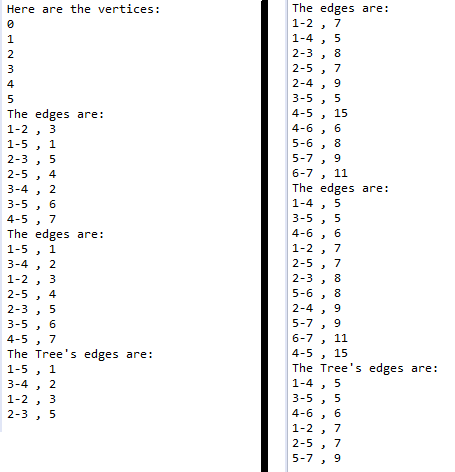 Here are the vertices:
0
1
2
3
4
5
The edges are:
1-2 , 3
1-5 , 1
2-3 , 5
2-5 , 4
3-4 , 2
3-5 , 6
4-5 , 7
The edges are:
1-5 , 1
3-4 , 2
1-2 , 3
2-5 , 4
2-3 , 5
3-5 , 6
4-5 , 7
The Tree's edges are:
1-5 , 1
3-4 , 2
1-2 , 3
2-3 , 5
The edges are:
1-2 , 7
1-4 , 5
2-3 , 8
2-5 , 7
2-4 , 9
3-5 , 5
4-5 , 15
4-6 , 6
5-6 , 8
5-7 , 9
6-7 , 11
The edges are:
1-4 , 5
3-5 , 5
4-6 , 6
1-2 , 7
2-5 , 7
2-3 , 8
5-6 , 8
2-4 , 9
5-7 , 9
6-7 , 11
4-5 , 15
The Tree's edges are:
1-4 , 5
3-5 , 5
4-6 , 6
1-2 , 7
2-5 , 7
5-7 , 9